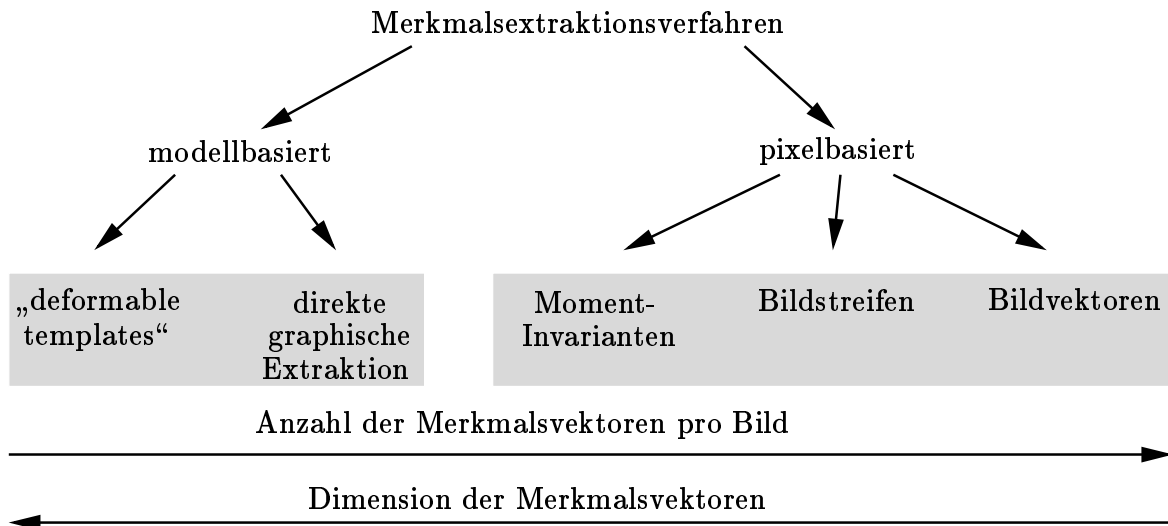 Merkmalsextraktionsverfahren
modellbasiert
pixelbasiert
„deformable
templates“
direkte
graphische
Extraktion
Moment-
Invarianten
Bildstreifen
Bildvektoren
Anzahl der Merkmalsvektoren pro Bild
Dimension der Merkmalsvektoren